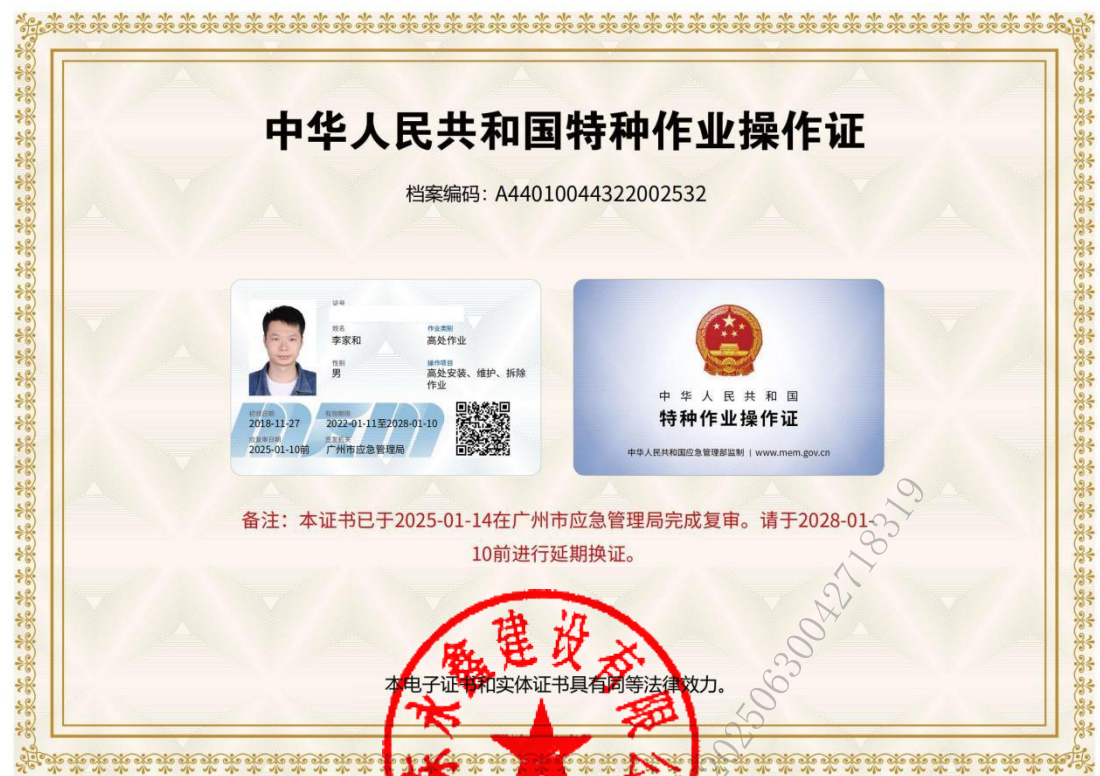 中华人民共和国特种作业操作证
档案编码：A44010044322002532
证号
姓名
李家和
作业类别
高处作业
性别
男
操作项目
高处安装、维护、拆除
作业
初领日期
2018-11-27
有效期限
2022-01-11至2028-01-10
应复审日期
2025-01-10前
签发机关
广州市应急管理局
中华人民共和国
特种作业操作证
中华人民共和国应急管理部监制 | www.mem.gov.cn
备注：本证书已于2025-01-14在广州市应急管理局完成复审。请于2028-01-
10前进行延期换证。
本电子证书和实体证书具有同等法律效力。
永鑫建设有限
20250630042718319